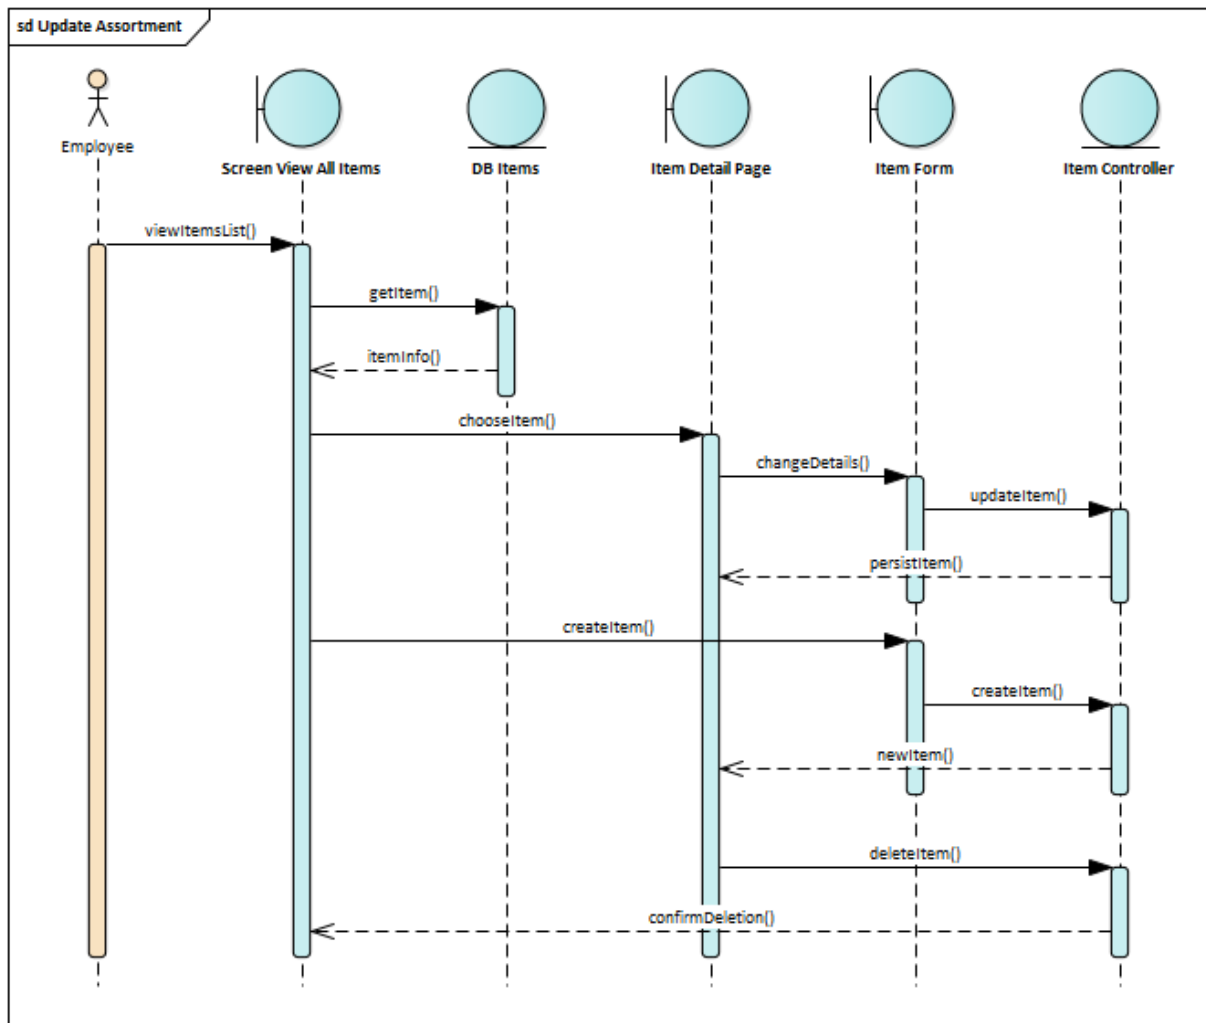 sd Update Assortment
Employee
Screen View All Items
DB Items
Item Detail Page
Item Form
Item Controller
viewItemsList()
getItem()
itemInfo()
chooseItem()
changeDetails()
updateItem()
persistItem()
createItem()
createItem()
newItem()
deleteItem()
confirmDeletion()